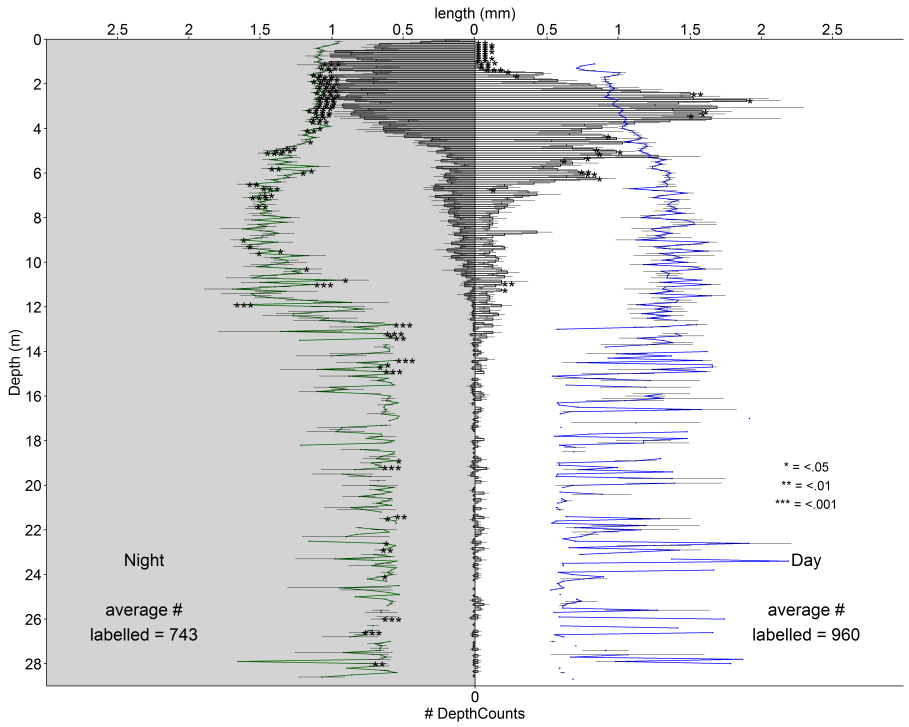 length (mm)
2.5 2 1.5 1 0.5 0 0.5 1 1.5 2 2.5
0
2
4
6
8
10
12
14
16
18
20
22
24
26
28
Depth (m)
* = <.05
** = <.01
*** = <.001
Night Day
average # average #
labelled = 743 labelled = 960
0
# DepthCounts